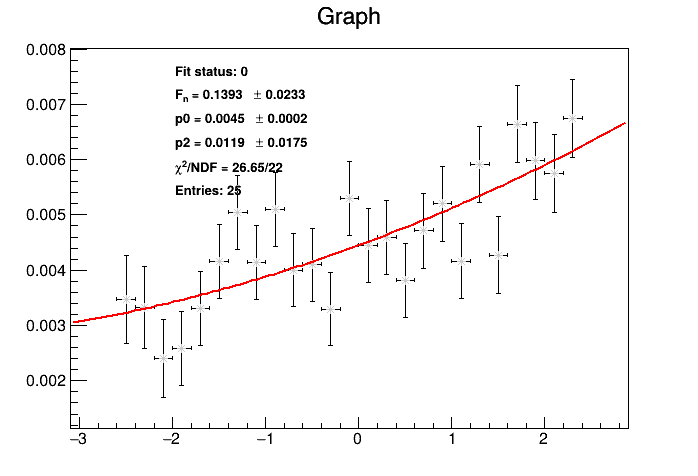 Graph
0.008
0.007
0.006
0.005
0.004
0.003
0.002
Fit status: 0
Fn = 0.1393 ± 0.0233
p0 = 0.0045 ± 0.0002
p2 = 0.0119 ± 0.0175
χ²/NDF = 26.65/22
Entries: 25
−3 −2 −1 0 1 2